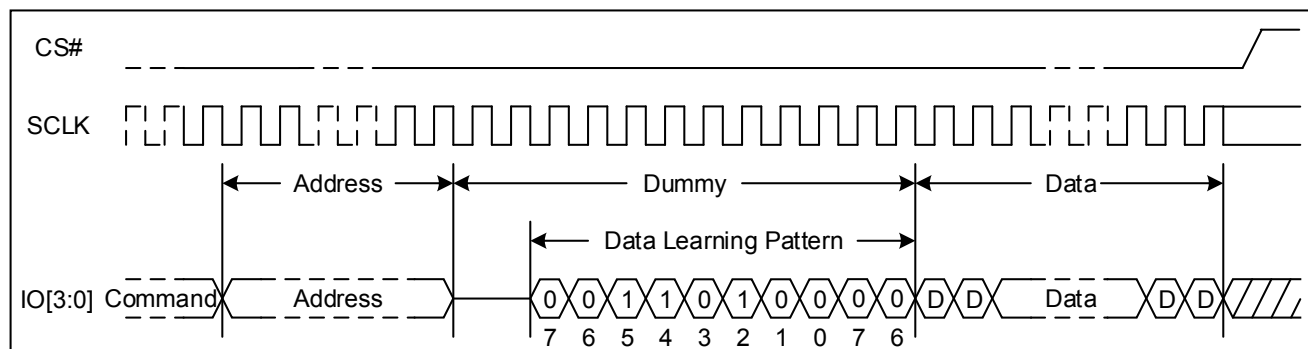 CS#
SCLK
Address Dummy Data
Data Learning Pattern
IO[3:0] Command Address 0 0 1 1 0 1 0 0 0 0 D D Data D D
7 6 5 4 3 2 1 0 7 6